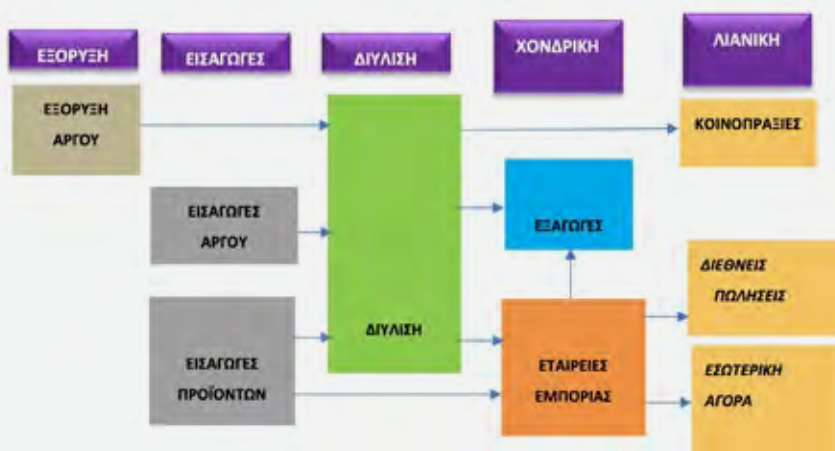 ΕΞΟΡΥΞΗ
ΕΙΣΑΓΩΓΕΣ
ΔΙΥΛΙΣΗ
ΧΟΝΔΡΙΚΗ
ΛΙΑΝΙΚΗ
ΕΞΟΡΥΞΗ
ΑΡΓΟΥ
ΕΙΣΑΓΩΓΕΣ
ΑΡΓΟΥ
ΕΙΣΑΓΩΓΕΣ
ΠΡΟΪΟΝΤΩΝ
ΔΙΥΛΙΣΗ
ΕΞΑΓΩΓΕΣ
ΕΤΑΙΡΕΙΕΣ
ΕΜΠΟΡΙΑΣ
ΚΟΙΝΟΠΡΑΞΙΕΣ
ΔΙΕΘΝΕΙΣ
ΠΩΛΗΣΕΙΣ
ΕΣΩΤΕΡΙΚΗ
ΑΓΟΡΑ